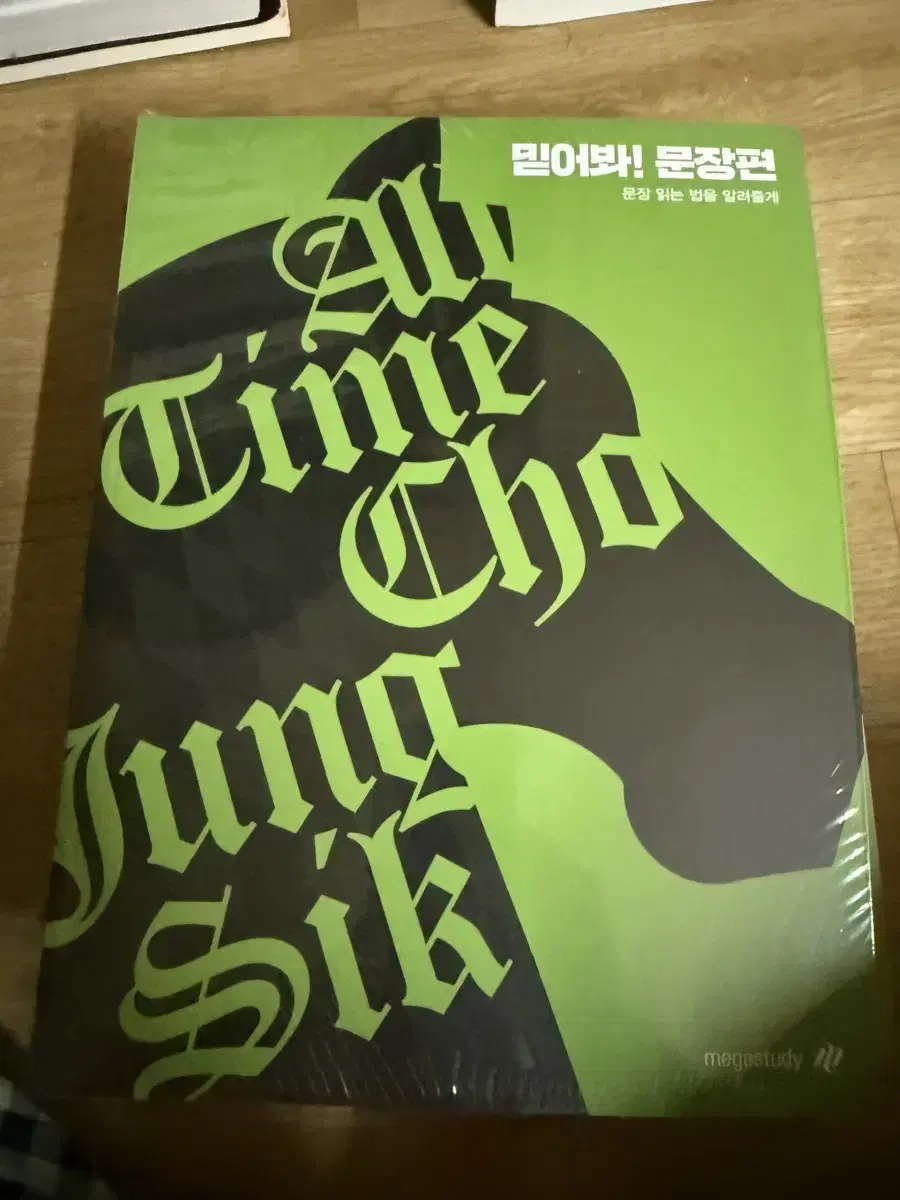 믿어봐! 문장편
문장 읽는 법을 알려줄게
All
Time
Cho
Jung
Sik
megastudy